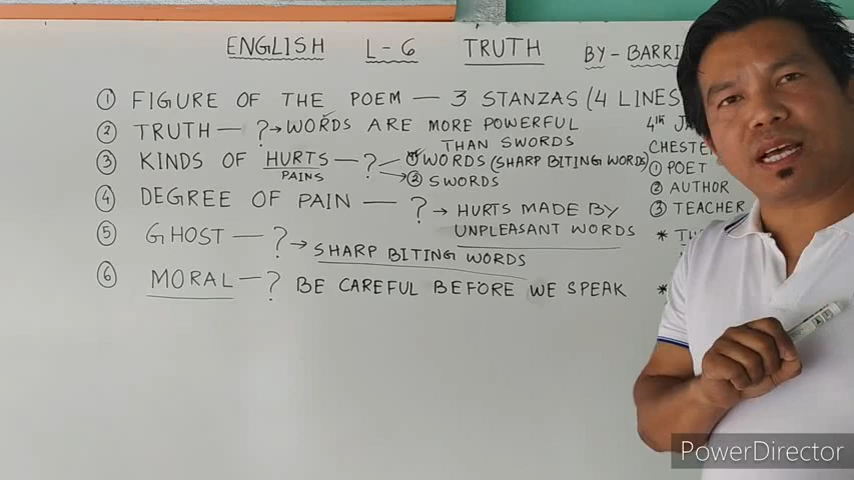 ENGLISH L-6 TRUTH BY-BARRI
① FIGURE OF THE POEM — 3 STANZAS (4 LINES
② TRUTH — ? → WORDS ARE MORE POWERFUL
THAN SWORDS
③ KINDS OF HURTS — ? ① WORDS (SHARP BITING WORDS)
PAINS
② SWORDS
④ DEGREE OF PAIN — ? → HURTS MADE BY
UNPLEASANT WORDS
⑤ GHOST — ? → SHARP BITING WORDS
⑥ MORAL — ? BE CAREFUL BEFORE WE SPEAK
4th JA
CHESTE
① POET
② AUTHOR
③ TEACHER
* TH
*
PowerDirector